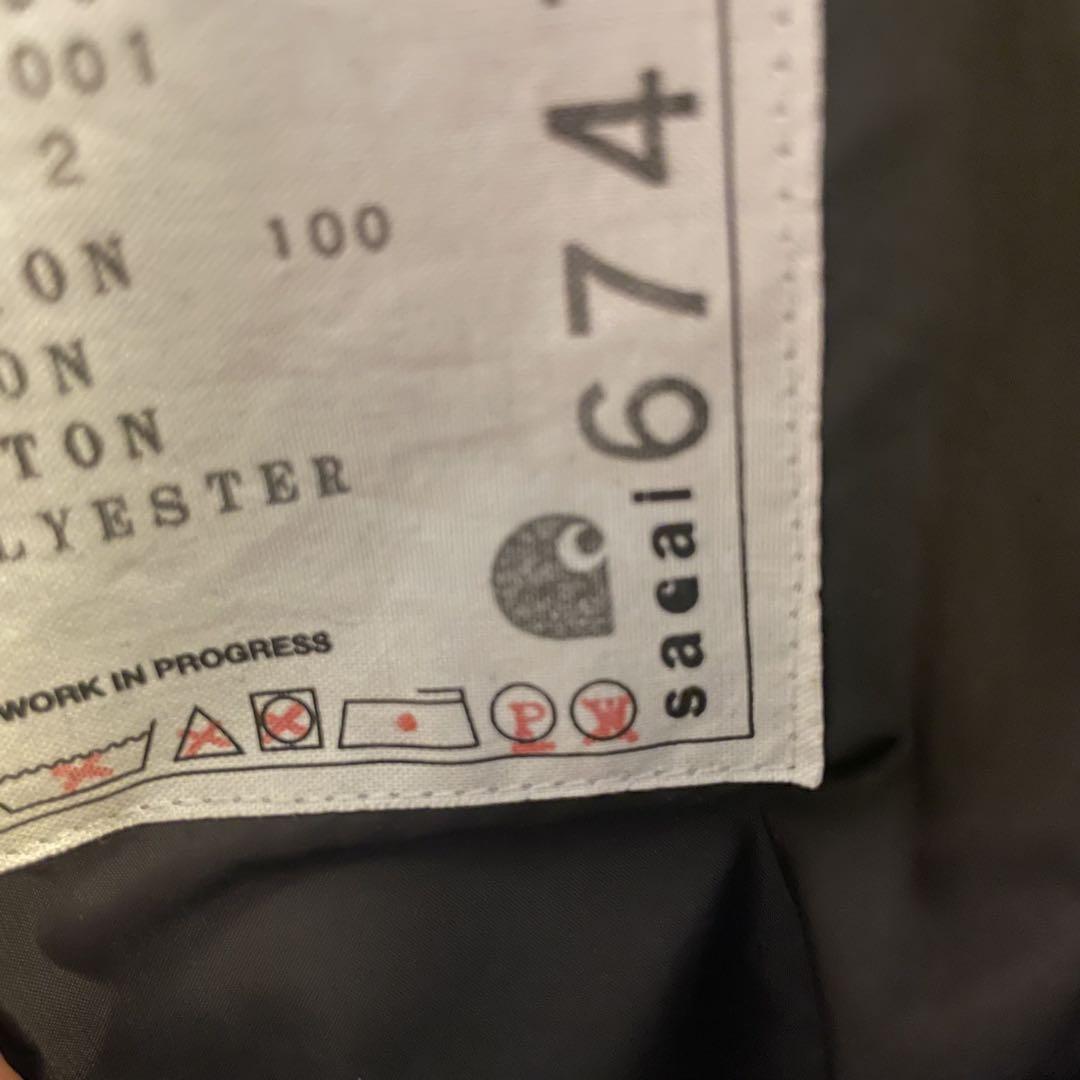 001
2
ON 100
ON
TON
LYESTER
WORK IN PROGRESS
P W
sacai 674